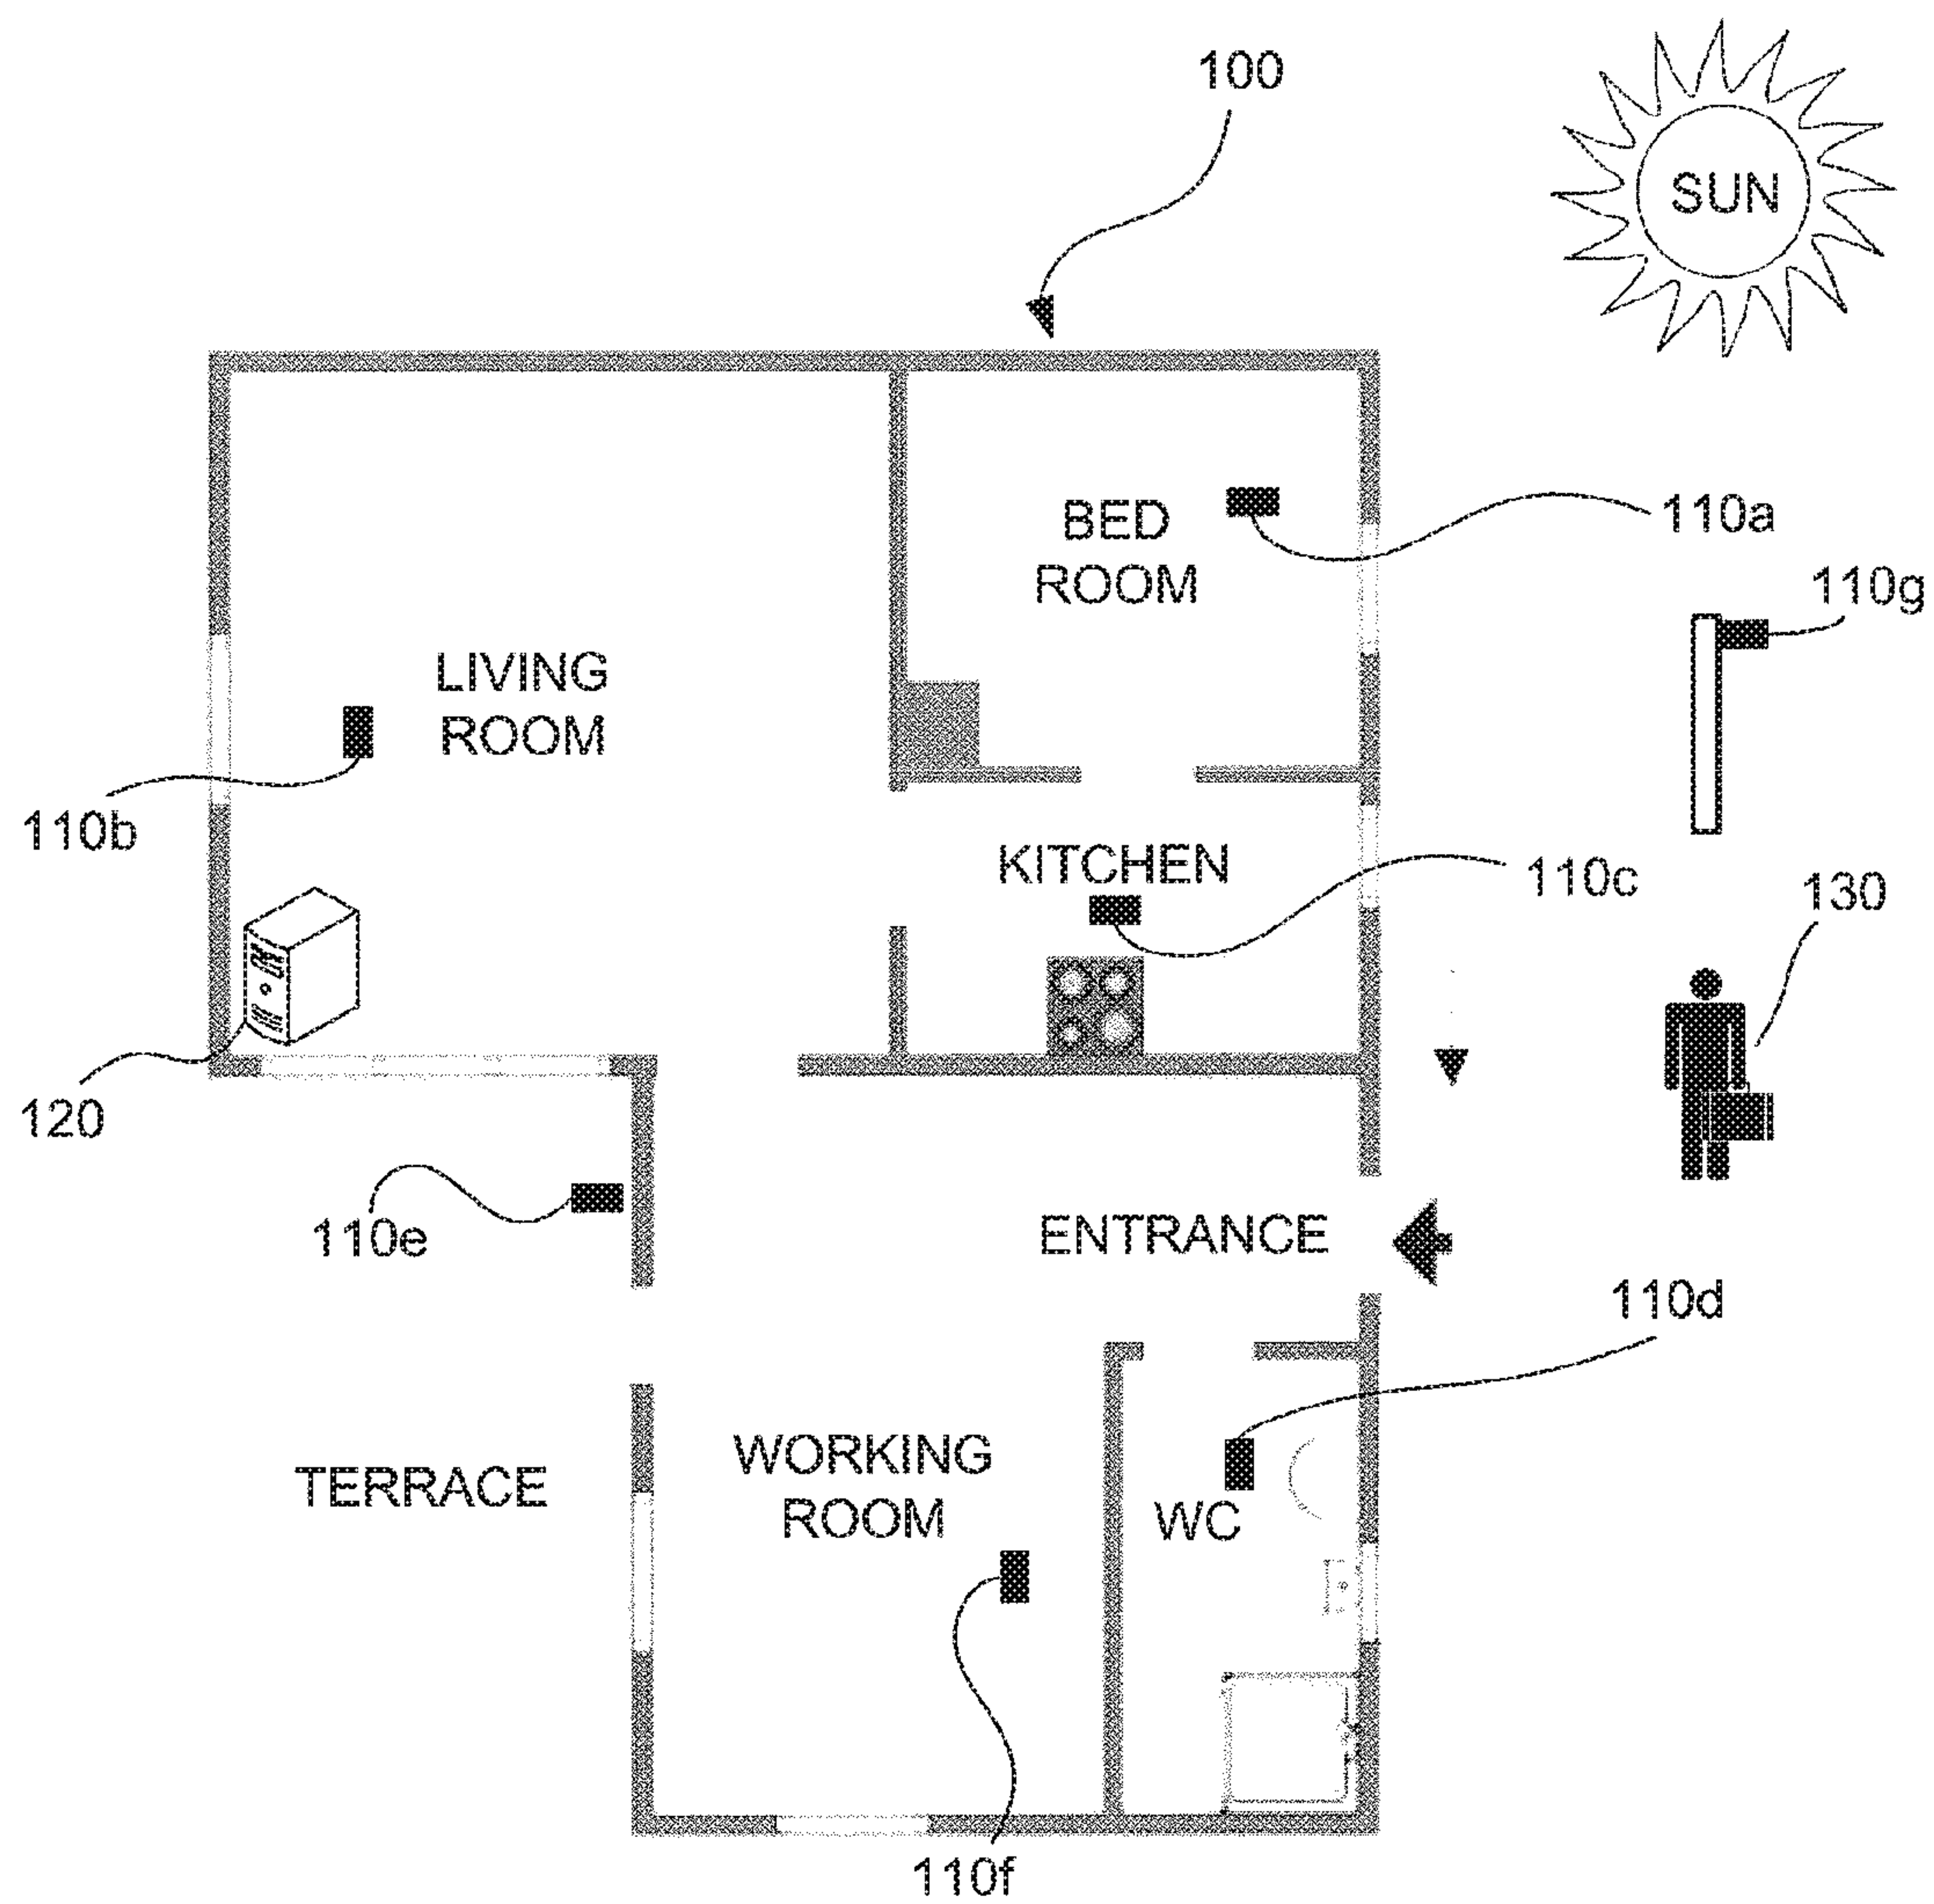 100
SUN
BED
ROOM
110a
110g
LIVING
ROOM
110b
KITCHEN
110c
130
120
110e
ENTRANCE
110d
TERRACE
WORKING
ROOM
WC
110f